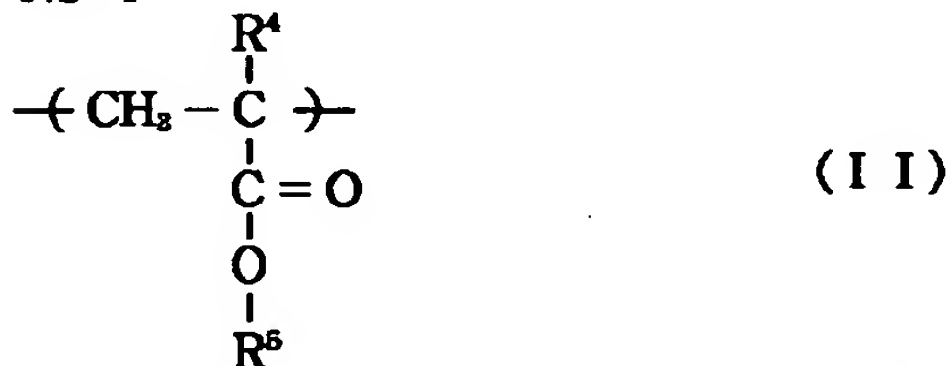 R⁴
—( CH₂ — C )—
C = O
O
R⁵
( I I )